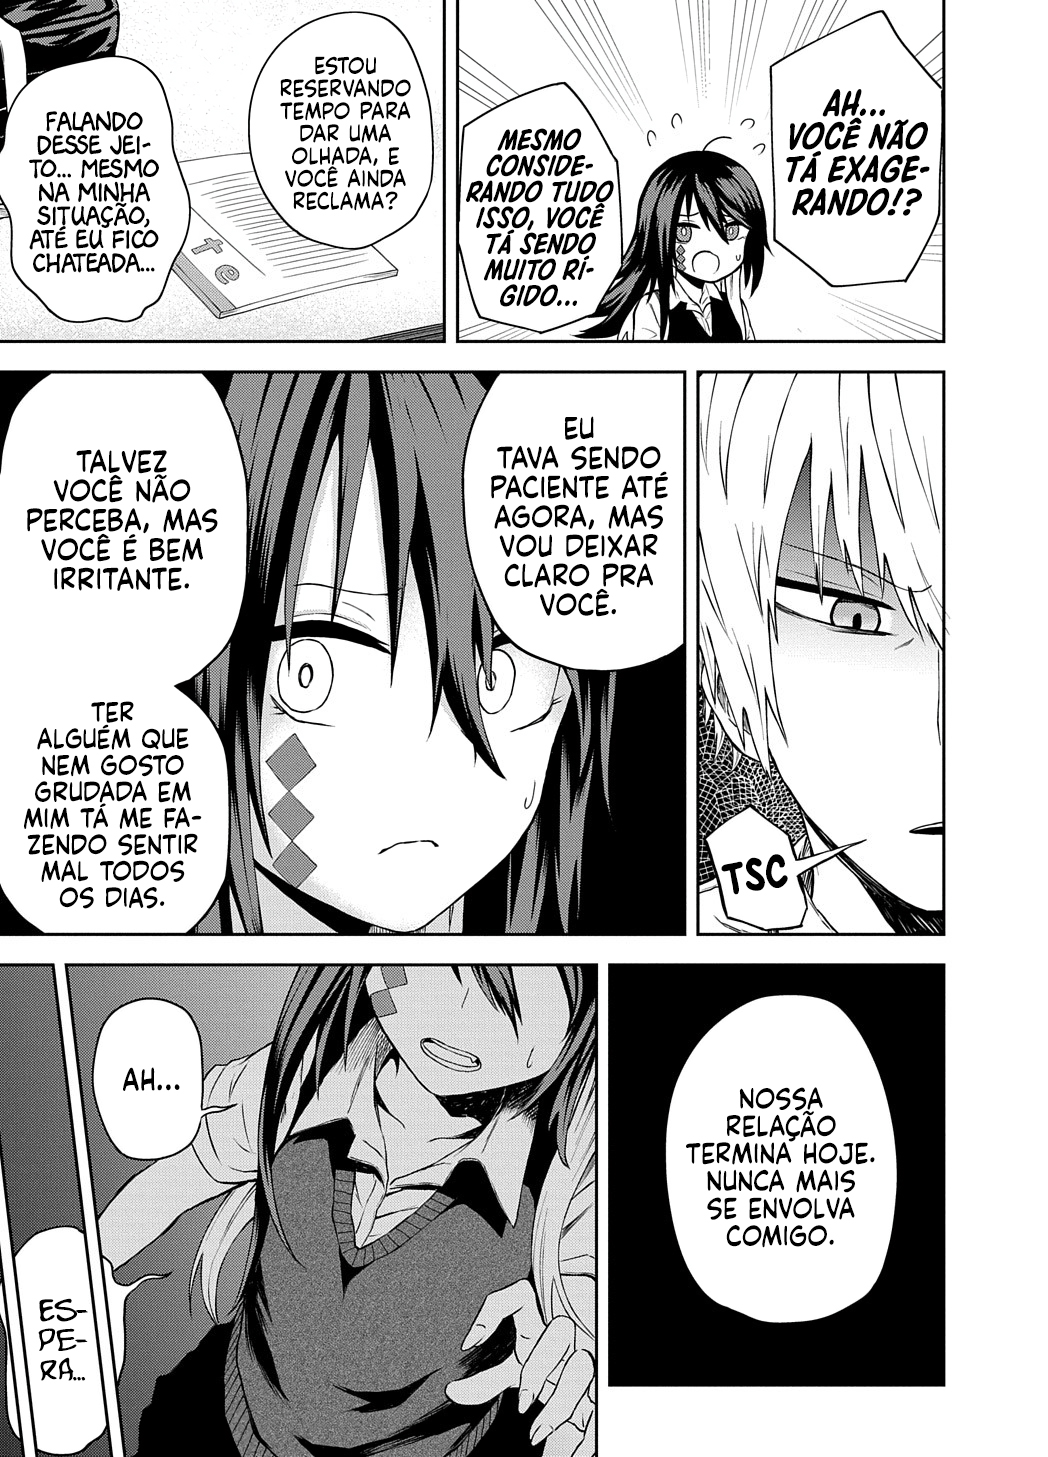 AH...
VOCÊ NÃO
TÁ EXAGE-
RANDO!?
MESMO
CONSIDE-
RANDO TUDO
ISSO, VOCÊ
TÁ SENDO
MUITO RÍ-
GIDO...
ESTOU
RESERVANDO
TEMPO PARA
DAR UMA
OLHADA, E
VOCÊ AINDA
RECLAMA?
FALANDO
DESSE JEI-
TO... MESMO
NA MINHA
SITUAÇÃO,
ATÉ EU FICO
CHATEADA...
te
TSC
EU
TAVA SENDO
PACIENTE ATÉ
AGORA, MAS
VOU DEIXAR
CLARO PRA
VOCÊ.
TALVEZ
VOCÊ NÃO
PERCEBA, MAS
VOCÊ É BEM
IRRITANTE.
TER
ALGUÉM QUE
NEM GOSTO
GRUDADA EM
MIM TÁ ME FA-
ZENDO SENTIR
MAL TODOS
OS DIAS.
NOSSA
RELAÇÃO
TERMINA HOJE.
NUNCA MAIS
SE ENVOLVA
COMIGO.
AH...
ES-
PE-
RA...